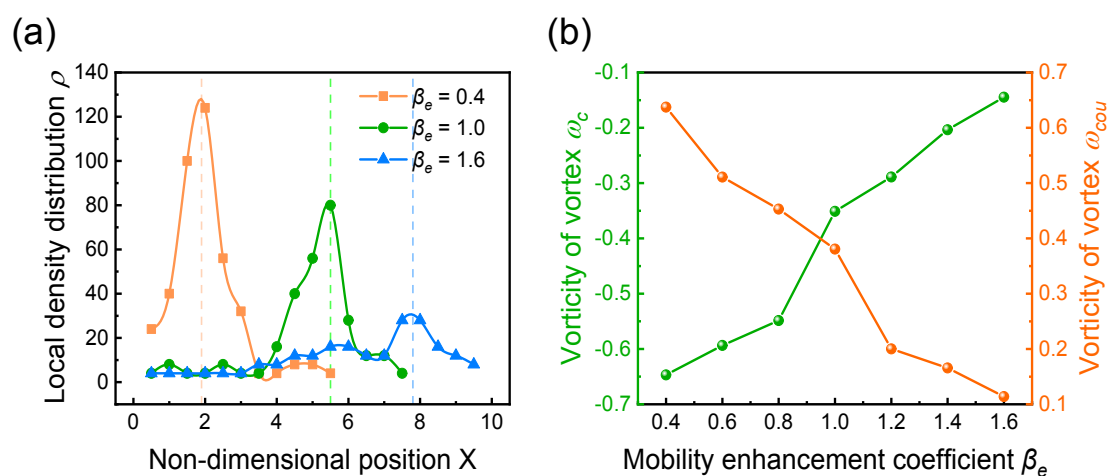 (a)
Local density distribution ρ
140
120
100
80
60
40
20
0
0 2 4 6 8 10
Non-dimensional position X
βe = 0.4
βe = 1.0
βe = 1.6
(b)
Vorticity of vortex ωc
-0.1
-0.2
-0.3
-0.4
-0.5
-0.6
-0.7
0.4 0.6 0.8 1.0 1.2 1.4 1.6
Mobility enhancement coefficient βe
0.7
0.6
0.5
0.4
0.3
0.2
0.1
Vorticity of vortex ωcou